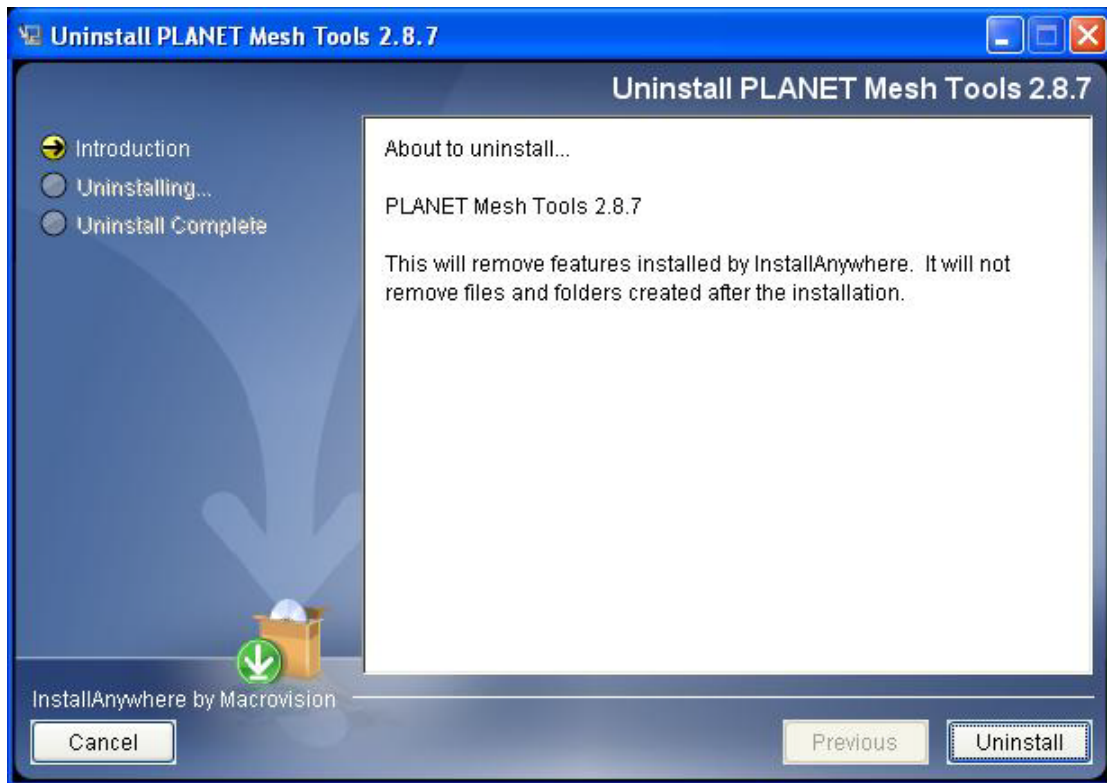 Uninstall PLANET Mesh Tools 2.8.7
Uninstall PLANET Mesh Tools 2.8.7
Introduction
Uninstalling...
Uninstall Complete
About to uninstall...
PLANET Mesh Tools 2.8.7
This will remove features installed by InstallAnywhere.  It will not
remove files and folders created after the installation.
InstallAnywhere by Macrovision
Cancel
Previous
Uninstall